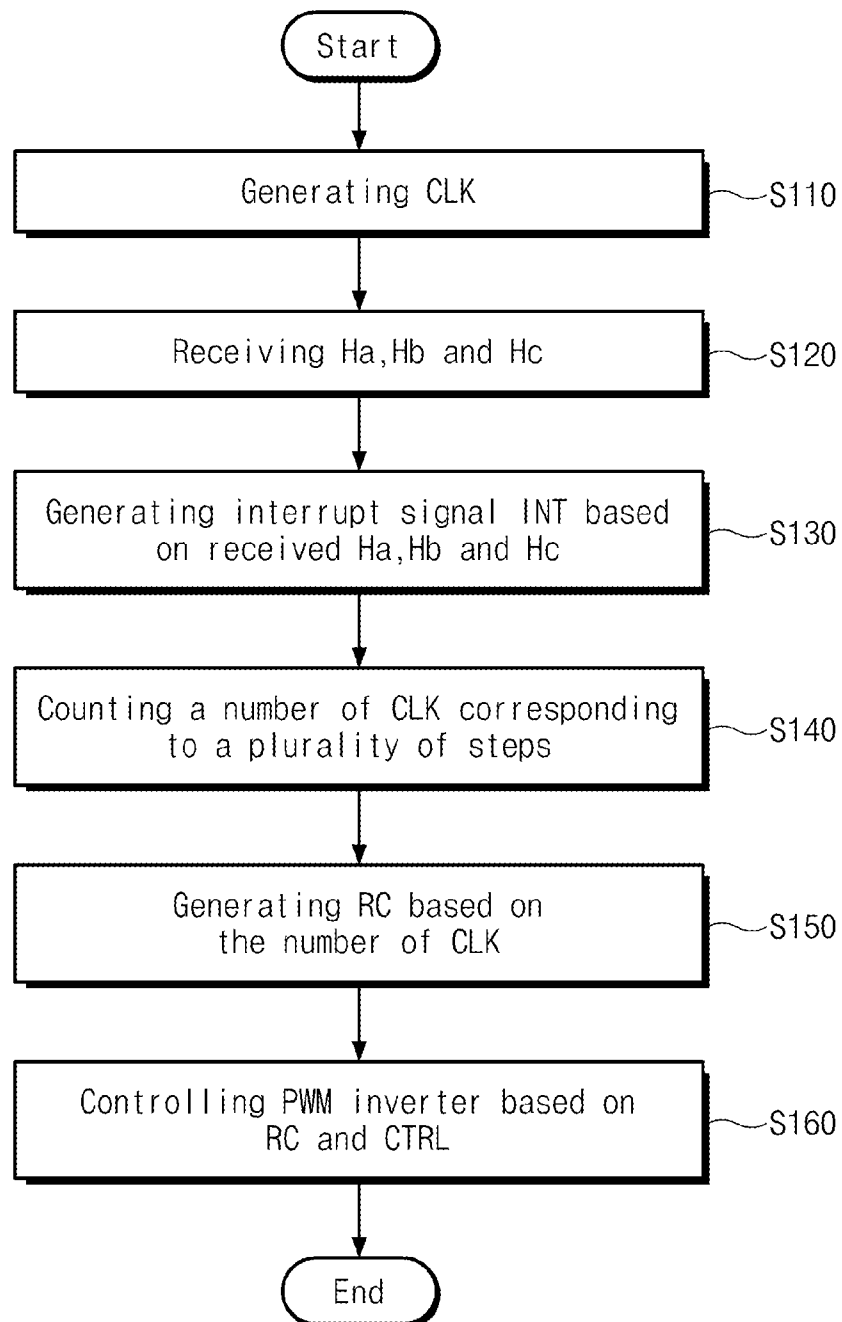 Start
Generating CLK
S110
Receiving Ha,Hb and Hc
S120
Generating interrupt signal INT based
on received Ha,Hb and Hc
S130
Counting a number of CLK corresponding
to a plurality of steps
S140
Generating RC based on
the number of CLK
S150
Controlling PWM inverter based on
RC and CTRL
S160
End